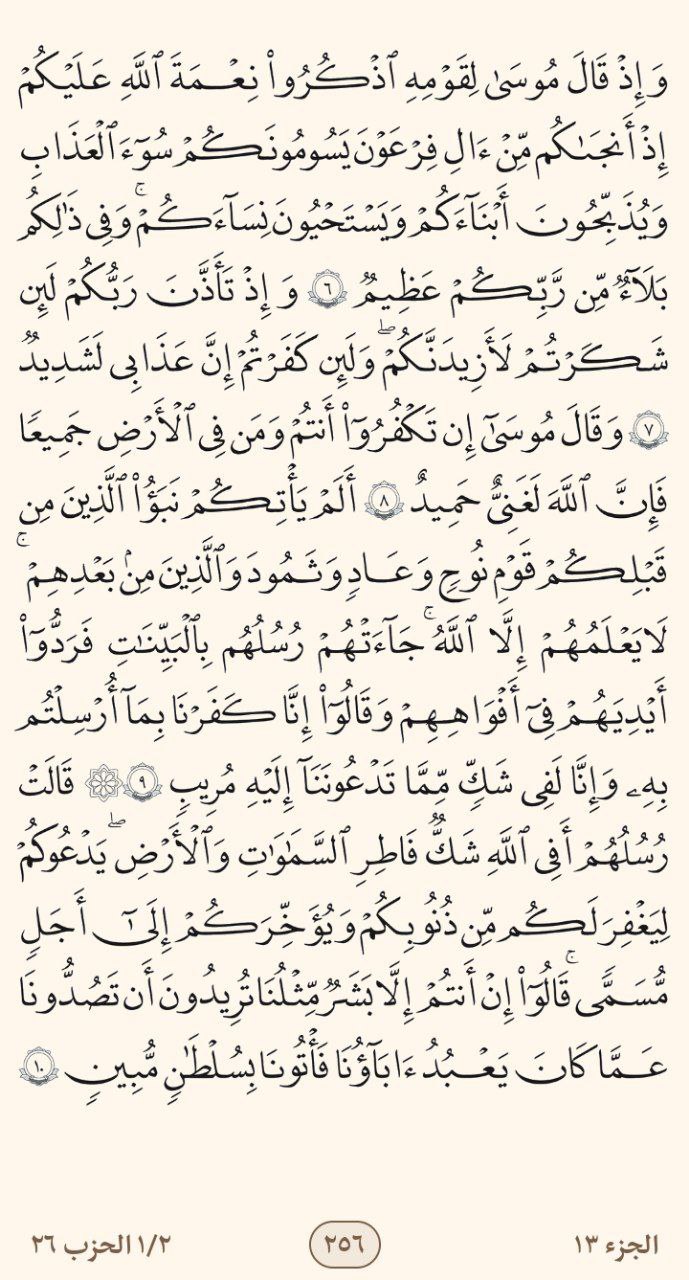 وَإِذْ قَالَ مُوسَىٰ لِقَوْمِهِ ٱذْكُرُوا۟ نِعْمَةَ ٱللَّهِ عَلَيْكُمْ
إِذْ أَنجَىٰكُم مِّنْ ءَالِ فِرْعَوْنَ يَسُومُونَكُمْ سُوٓءَ ٱلْعَذَابِ
وَيُذَبِّحُونَ أَبْنَآءَكُمْ وَيَسْتَحْيُونَ نِسَآءَكُمْ ۚ وَفِى ذَٰلِكُم
بَلَآءٌ مِّن رَّبِّكُمْ عَظِيمٌ ٦ وَإِذْ تَأَذَّنَ رَبُّكُمْ لَئِن
شَكَرْتُمْ لَأَزِيدَنَّكُمْ ۖ وَلَئِن كَفَرْتُمْ إِنَّ عَذَابِى لَشَدِيدٌ
٧ وَقَالَ مُوسَىٰٓ إِن تَكْفُرُوٓا۟ أَنتُمْ وَمَن فِى ٱلْأَرْضِ جَمِيعًا
فَإِنَّ ٱللَّهَ لَغَنِىٌّ حَمِيدٌ ٨ أَلَمْ يَأْتِكُمْ نَبَؤُا۟ ٱلَّذِينَ مِن
قَبْلِكُمْ قَوْمِ نُوحٍ وَعَادٍ وَثَمُودَ وَٱلَّذِينَ مِنۢ بَعْدِهِمْ ۛ
لَا يَعْلَمُهُمْ إِلَّا ٱللَّهُ ۚ جَآءَتْهُمْ رُسُلُهُم بِٱلْبَيِّنَٰتِ فَرَدُّوٓا۟
أَيْدِيَهُمْ فِىٓ أَفْوَٰهِهِمْ وَقَالُوٓا۟ إِنَّا كَفَرْنَا بِمَآ أُرْسِلْتُم
بِهِۦ وَإِنَّا لَفِى شَكٍّ مِّمَّا تَدْعُونَنَآ إِلَيْهِ مُرِيبٍ ٩ ۞ قَالَتْ
رُسُلُهُمْ أَفِى ٱللَّهِ شَكٌّ فَاطِرِ ٱلسَّمَٰوَٰتِ وَٱلْأَرْضِ ۖ يَدْعُوكُمْ
لِيَغْفِرَ لَكُم مِّن ذُنُوبِكُمْ وَيُؤَخِّرَكُمْ إِلَىٰٓ أَجَلٍ
مُّسَمًّى ۚ قَالُوٓا۟ إِنْ أَنتُمْ إِلَّا بَشَرٌ مِّثْلُنَا تُرِيدُونَ أَن تَصُدُّونَا
عَمَّا كَانَ يَعْبُدُ ءَابَآؤُنَا فَأْتُونَا بِسُلْطَٰنٍ مُّبِينٍ ١٠
الجزء ١٣
٢٥٦
١/٢ الحزب ٢٦